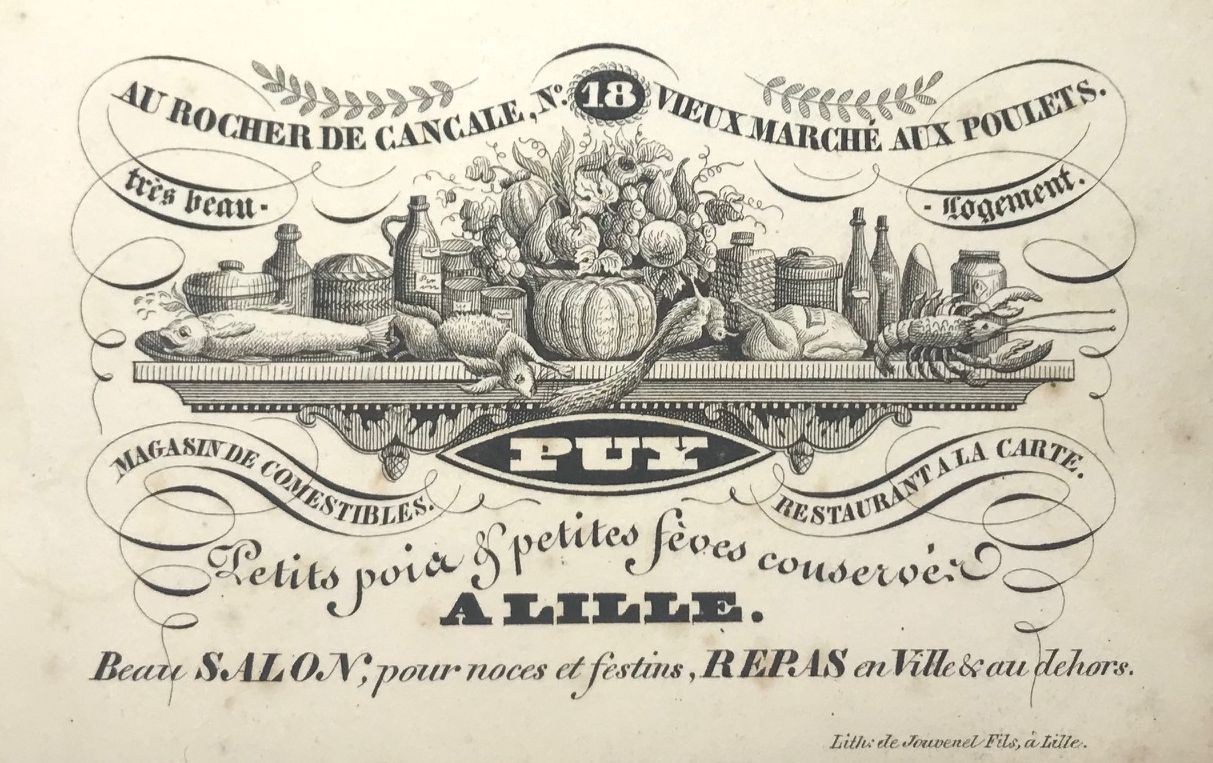 AU ROCHER DE CANCALE, N°. 18 VIEUX MARCHÉ AUX POULETS.
très beau - - Logement.
PUY
MAGASIN DE COMESTIBLES. RESTAURANT A LA CARTE.
Petits pois & petites fèves conservés
A LILLE.
Beau SALON, pour noces et festins, REPAS en Ville & au dehors.
Lith: de Jouvenel Fils, à Lille.